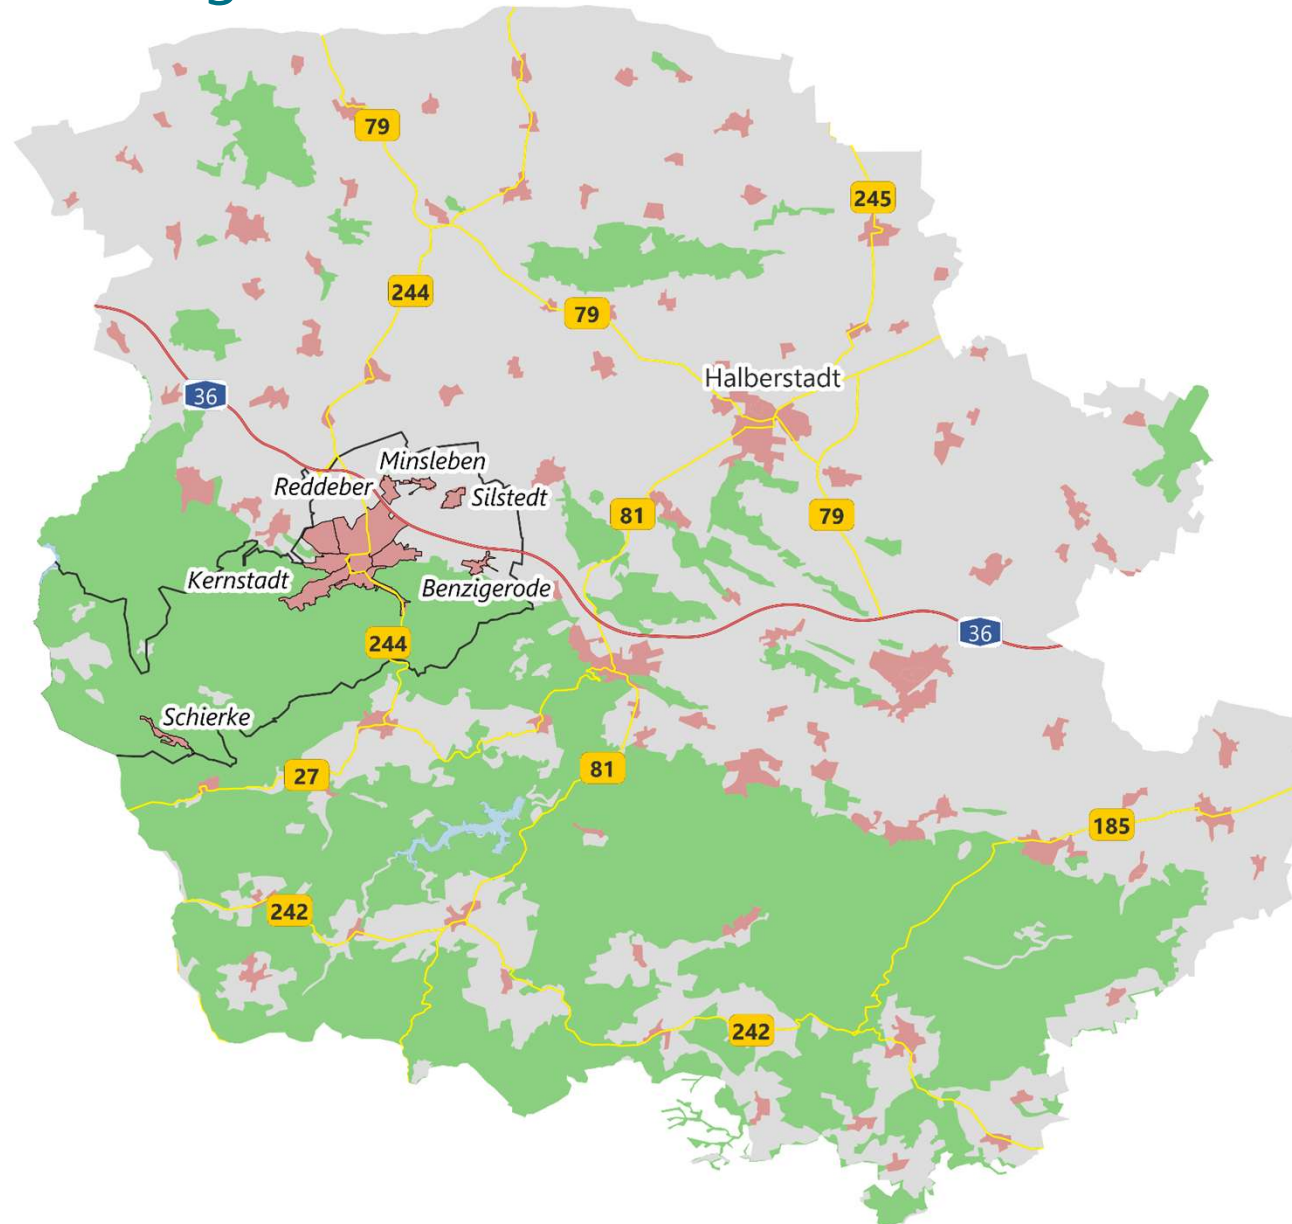 79
245
244
79
Halberstadt
36
Minsleben
Reddeber
Silstedt
81
79
Kernstadt
Benzigerode
36
244
Schierke
27
81
185
242
242